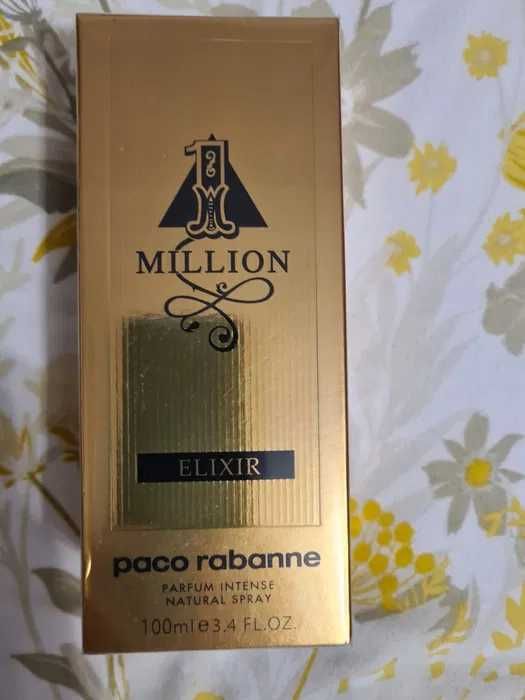 1
MILLION
ELIXIR
paco rabanne
PARFUM INTENSE
NATURAL SPRAY
100ml ℮ 3.4 FL.OZ.